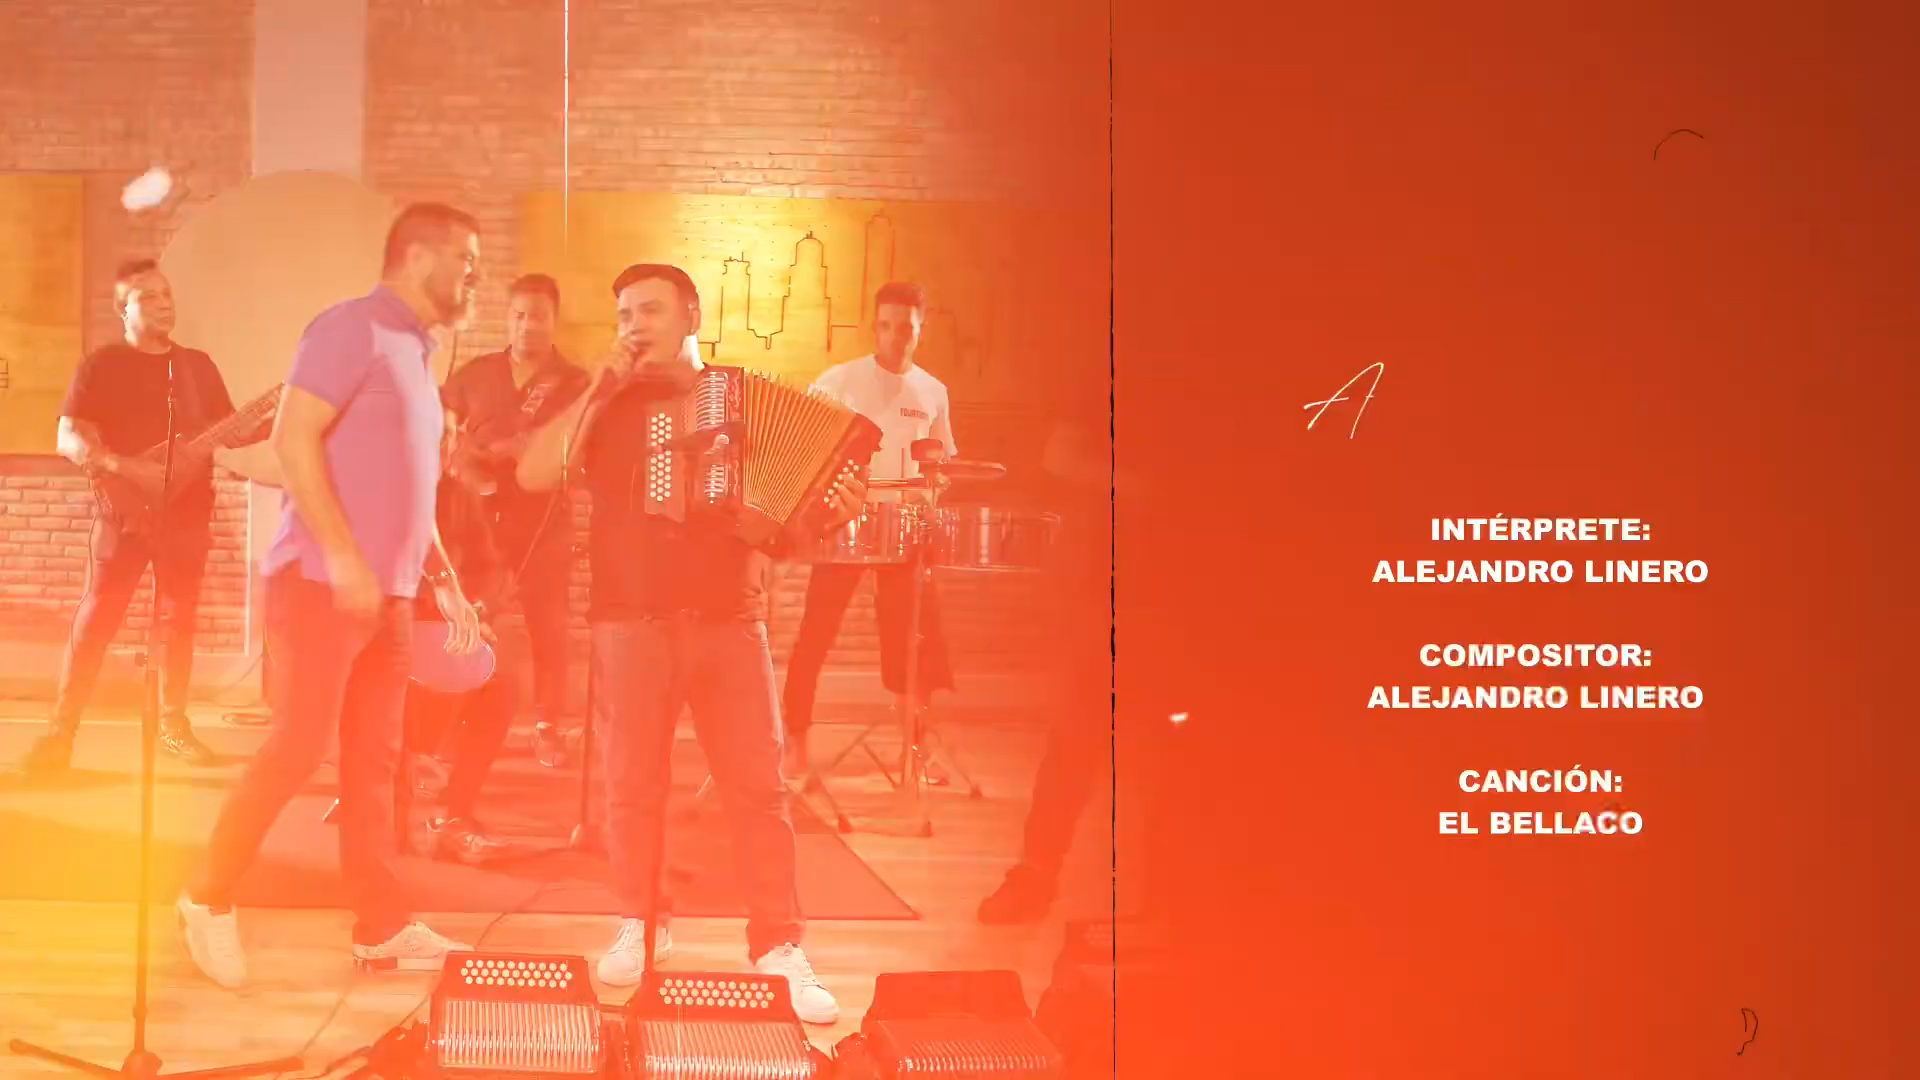 A
INTÉRPRETE:
ALEJANDRO LINERO
COMPOSITOR:
ALEJANDRO LINERO
CANCIÓN:
EL BELLACO